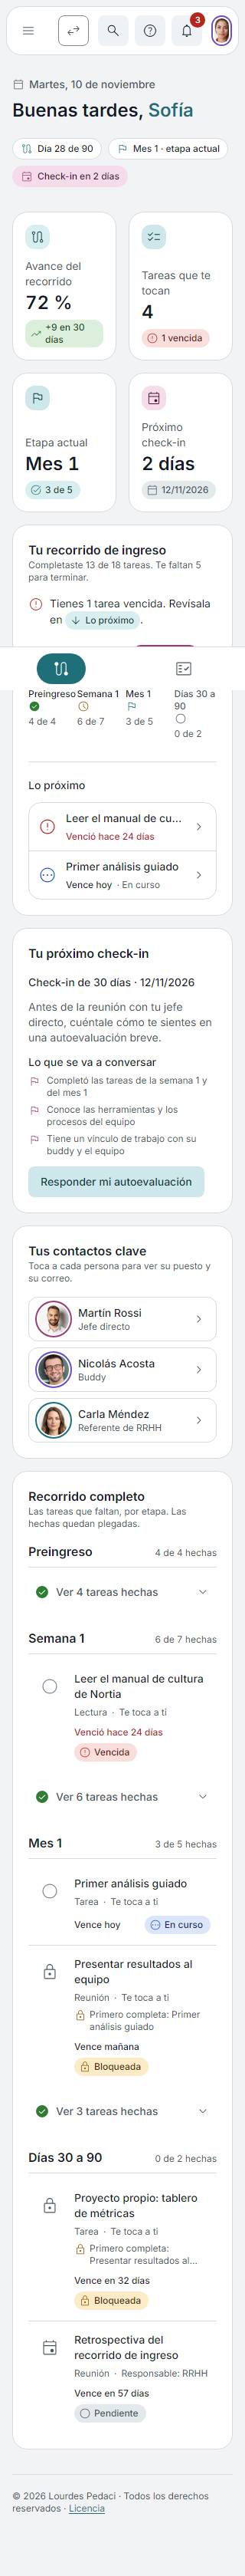 3
Martes, 10 de noviembre
Buenas tardes, Sofía
Día 28 de 90
Mes 1 · etapa actual
Check-in en 2 días
Avance del
recorrido
72 %
+9 en 30
días
Tareas que te
tocan
4
1 vencida
Etapa actual
Mes 1
3 de 5
Próximo
check-in
2 días
12/11/2026
Tu recorrido de ingreso
Completaste 13 de 18 tareas. Te faltan 5
para terminar.
Tienes 1 tarea vencida. Revísala
en Lo próximo.
Preingreso
4 de 4
Semana 1
6 de 7
Mes 1
3 de 5
Días 30 a
90
0 de 2
Lo próximo
Leer el manual de cu...
Venció hace 24 días
Primer análisis guiado
Vence hoy · En curso
Tu próximo check-in
Check-in de 30 días · 12/11/2026
Antes de la reunión con tu jefe
directo, cuéntale cómo te sientes en
una autoevaluación breve.
Lo que se va a conversar
Completó las tareas de la semana 1 y
del mes 1
Conoce las herramientas y los
procesos del equipo
Tiene un vínculo de trabajo con su
buddy y el equipo
Responder mi autoevaluación
Tus contactos clave
Toca a cada persona para ver su puesto y
su correo.
Martín Rossi
Jefe directo
Nicolás Acosta
Buddy
Carla Méndez
Referente de RRHH
Recorrido completo
Las tareas que faltan, por etapa. Las
hechas quedan plegadas.
Preingreso
4 de 4 hechas
Ver 4 tareas hechas
Semana 1
6 de 7 hechas
Leer el manual de cultura
de Nortia
Lectura · Te toca a ti
Venció hace 24 días
Vencida
Ver 6 tareas hechas
Mes 1
3 de 5 hechas
Primer análisis guiado
Tarea · Te toca a ti
Vence hoy
En curso
Presentar resultados al
equipo
Reunión · Te toca a ti
Primero completa: Primer
análisis guiado
Vence mañana
Bloqueada
Ver 3 tareas hechas
Días 30 a 90
0 de 2 hechas
Proyecto propio: tablero
de métricas
Tarea · Te toca a ti
Primero completa:
Presentar resultados al...
Vence en 32 días
Bloqueada
Retrospectiva del
recorrido de ingreso
Reunión · Responsable: RRHH
Vence en 57 días
Pendiente
© 2026 Lourdes Pedaci · Todos los derechos
reservados · Licencia